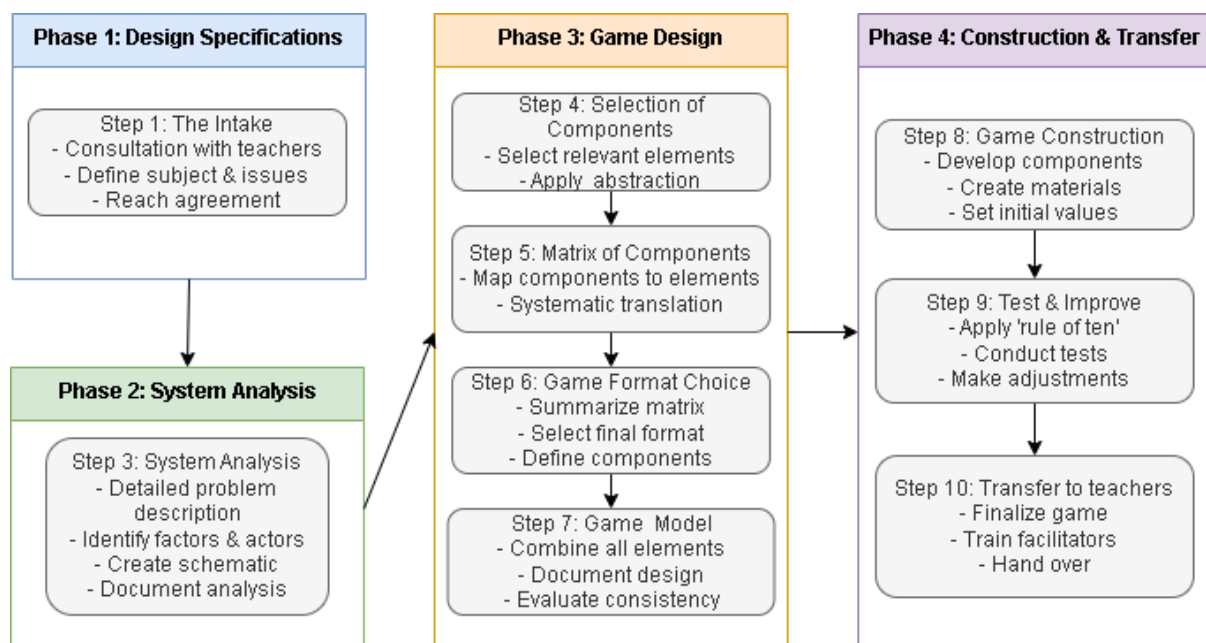 Phase 1: Design Specifications
Step 1: The Intake
- Consultation with teachers
- Define subject & issues
- Reach agreement
Phase 2: System Analysis
Step 3: System Analysis
- Detailed problem
description
- Identify factors & actors
- Create schematic
- Document analysis
Phase 3: Game Design
Step 4: Selection of
Components
- Select relevant elements
- Apply abstraction
Step 5: Matrix of Components
- Map components to elements
- Systematic translation
Step 6: Game Format Choice
- Summarize matrix
- Select final format
- Define components
Step 7: Game Model
- Combine all elements
- Document design
- Evaluate consistency
Phase 4: Construction & Transfer
Step 8: Game Construction
- Develop components
- Create materials
- Set initial values
Step 9: Test & Improve
- Apply 'rule of ten'
- Conduct tests
- Make adjustments
Step 10: Transfer to teachers
- Finalize game
- Train facilitators
- Hand over